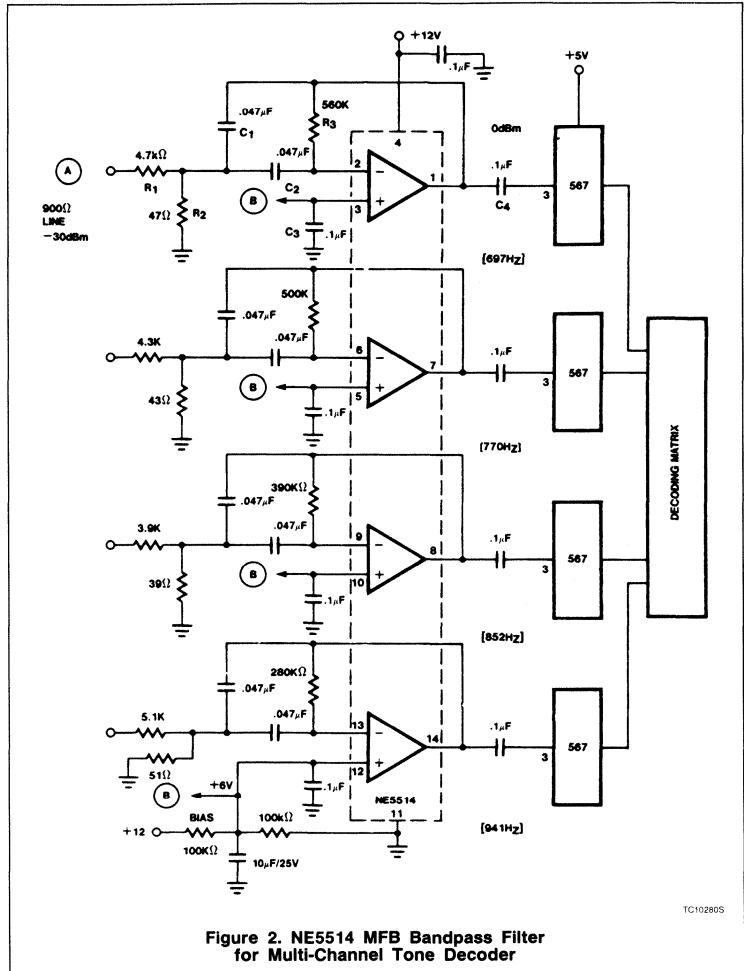 +12V
.1μF
+5V
.047μF
C1
560K
R3
4
0dBm
A
4.7kΩ
R1
.047μF
C2
2
−
1
.1μF
C4
3
567
B
3
+
900Ω
LINE
−30dBm
47Ω
R2
C3
.1μF
[697HZ]
500K
.047μF
.047μF
4.3K
6
−
7
.1μF
3
567
B
5
+
43Ω
.1μF
[770HZ]
DECODING MATRIX
390KΩ
.047μF
.047μF
3.9K
9
−
8
.1μF
3
567
B
10
+
39Ω
.1μF
[852HZ]
280KΩ
.047μF
.047μF
5.1K
13
−
14
.1μF
3
567
51Ω
12
+
+6V
B
.1μF
NE5514
11
[941HZ]
+12
BIAS
100KΩ
100kΩ
10μF/25V
TC10280S
Figure 2. NE5514 MFB Bandpass Filter
for Multi-Channel Tone Decoder